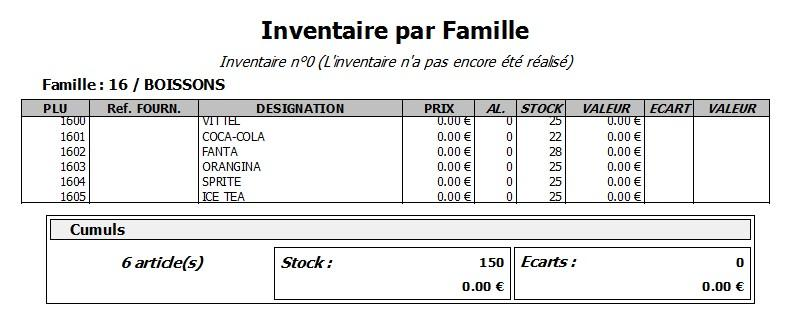 Inventaire par Famille
Inventaire n°0 (L'inventaire n'a pas encore été réalisé)
Famille : 16 / BOISSONS
PLU Ref. FOURN. DESIGNATION PRIX AL. STOCK VALEUR ECART VALEUR
1600 VITTEL 0.00 € 0 25 0.00 €
1601 COCA-COLA 0.00 € 0 22 0.00 €
1602 FANTA 0.00 € 0 28 0.00 €
1603 ORANGINA 0.00 € 0 25 0.00 €
1604 SPRITE 0.00 € 0 25 0.00 €
1605 ICE TEA 0.00 € 0 25 0.00 €
Cumuls
6 article(s) Stock : 150 Ecarts : 0
0.00 € 0.00 €